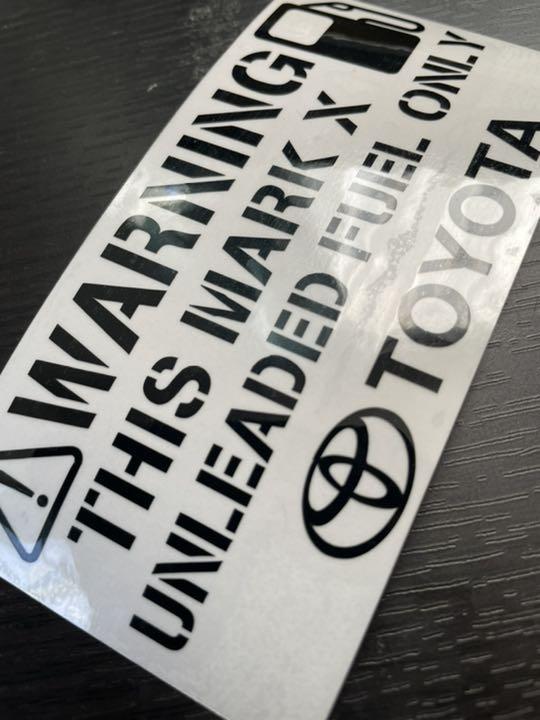 WARNING
THIS MARK X
UNLEADED FUEL ONLY
TOYOTA